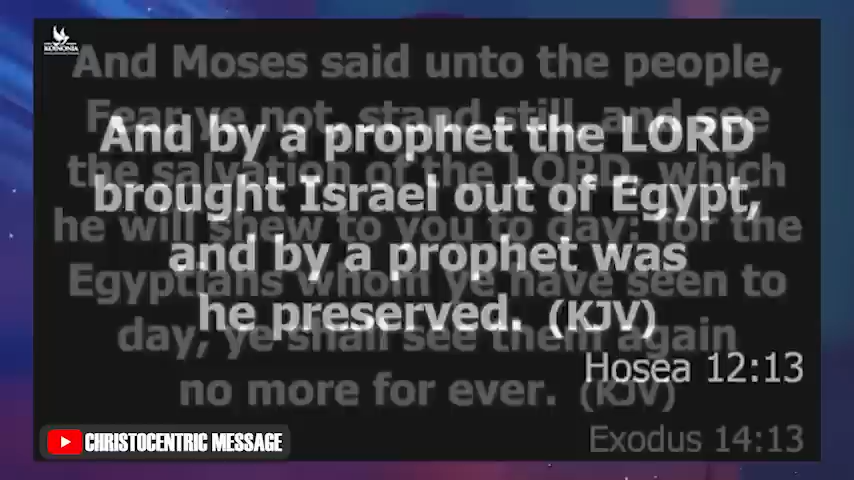 KOINONIA
And Moses said unto the people,
Fear ye not, stand still, and see
the salvation of the LORD, which
he will shew to you to day: for the
Egyptians whom ye have seen to
day, ye shall see them again
no more for ever. (KJV)
Exodus 14:13
And by a prophet the LORD
brought Israel out of Egypt,
and by a prophet was
he preserved. (KJV)
Hosea 12:13
CHRISTOCENTRIC MESSAGE